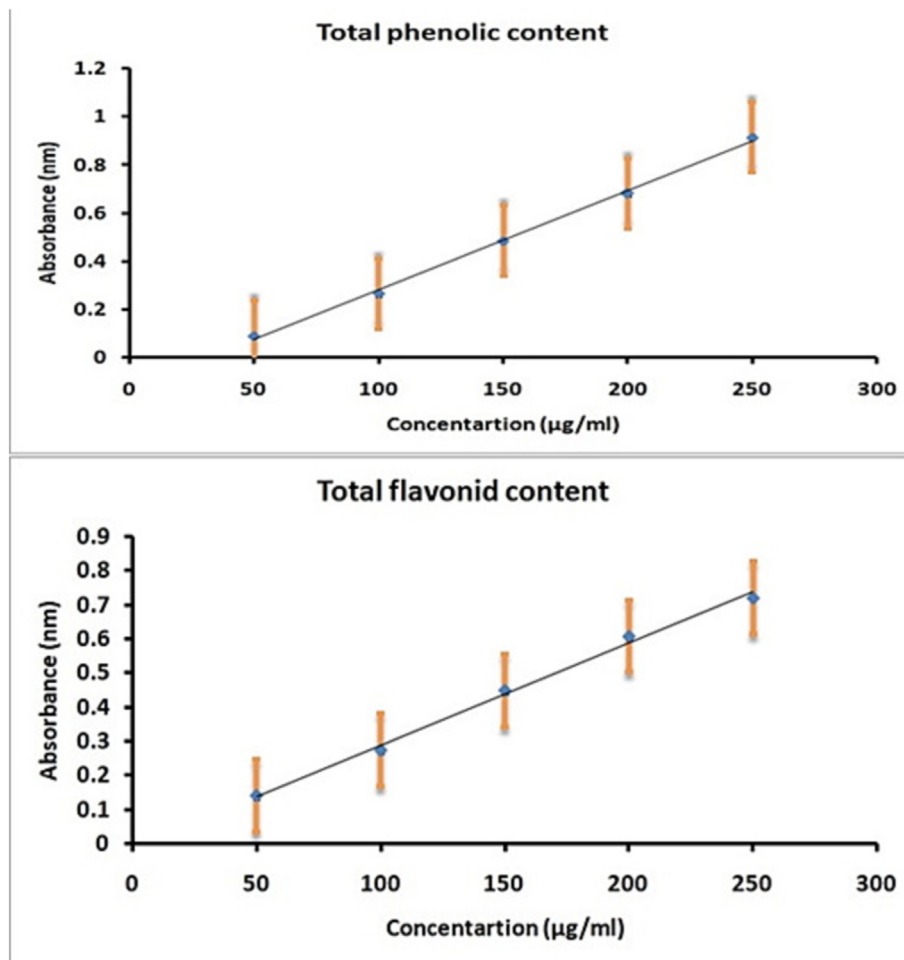 Total pholic content
1.2
1
0.8
0.6
0.4
0.2
0
Absorbance (nm)
0 50 100 150 200 250 300
Concentartion (µg/ml)
Total flavonid content
0.9
0.8
0.7
0.6
0.5
0.4
0.3
0.2
0.1
0
Absorbance (nm)
0 50 100 150 200 250 300
Concentartion (µg/ml)